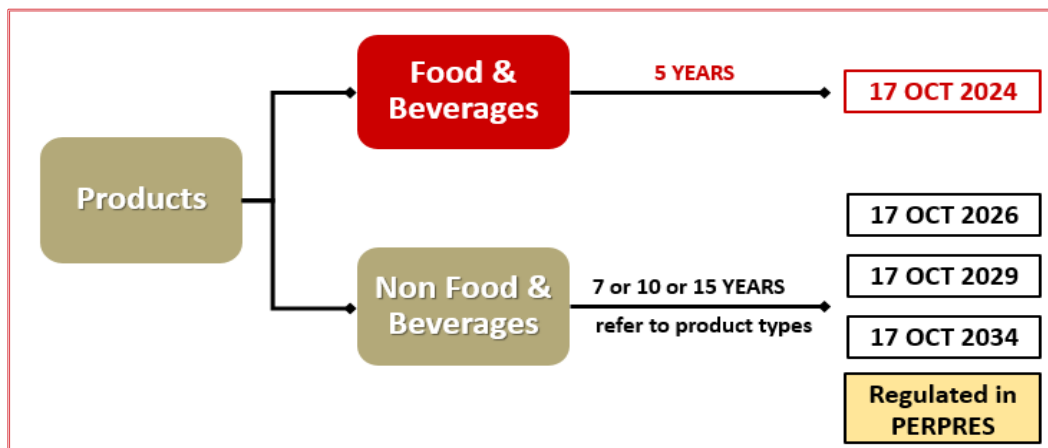 Products
Food &
Beverages
5 YEARS
17 OCT 2024
Non Food &
Beverages
7 or 10 or 15 YEARS
refer to product types
17 OCT 2026
17 OCT 2029
17 OCT 2034
Regulated in
PERPRES